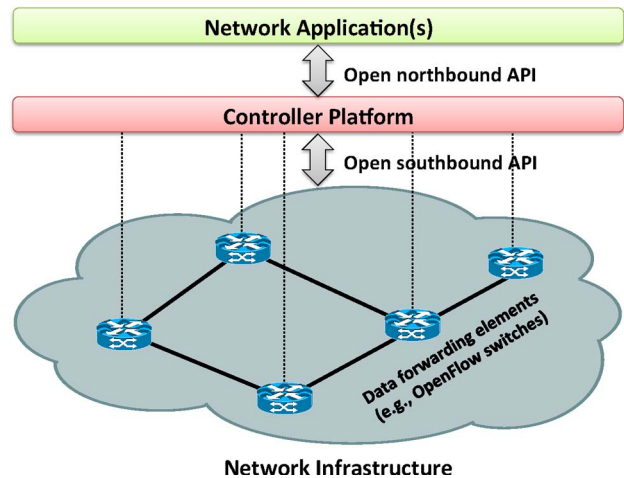 Network Application(s)
Open northbound API
Controller Platform
Open southbound API
Data forwarding elements
(e.g., OpenFlow switches)
Network Infrastructure